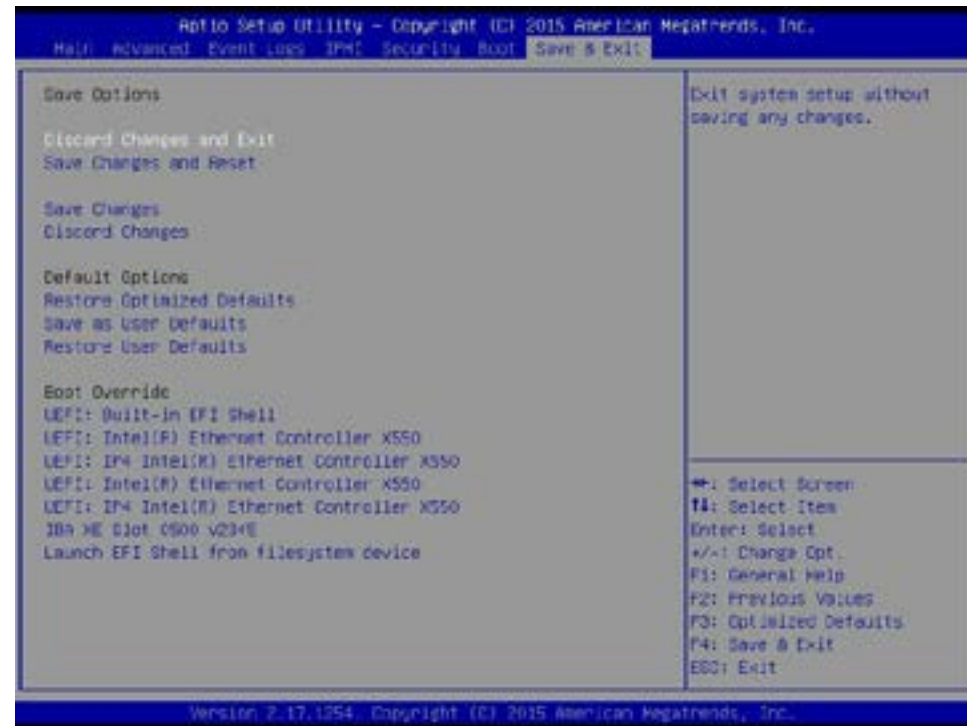 Aptio Setup Utility – Copyright (C) 2015 American Megatrends, Inc.
Main Advanced Event Logs IPMI Security Boot Save & Exit
Save Options
Discard Changes and Exit
Save Changes and Reset
Save Changes
Discard Changes
Default Options
Restore Optimized Defaults
Save as User Defaults
Restore User Defaults
Boot Override
UEFI: Built-in EFI Shell
UEFI: Intel(R) Ethernet Controller X550
UEFI: IP4 Intel(R) Ethernet Controller X550
UEFI: Intel(R) Ethernet Controller X550
UEFI: IP4 Intel(R) Ethernet Controller X550
IBA XE Slot 0500
Launch EFI Shell from filesystem device
Exit system setup without
saving any changes.
: Select Screen
↑↓: Select Item
Enter: Select
+/-: Change Opt.
F1: General Help
F2: Previous Values
F3: Optimized Defaults
F4: Save & Exit
ESC: Exit
Version 2.17.1254. Copyright (C) 2015 American Megatrends, Inc.